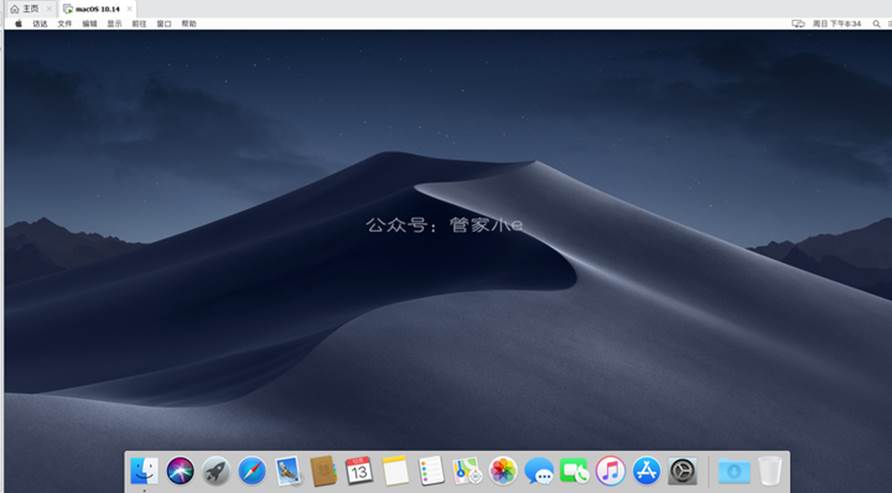 主页 × macOS 10.14 ×
访达 文件 编辑 显示 前往 窗口 帮助 周日 下午8:34
公众号：管家小e
13